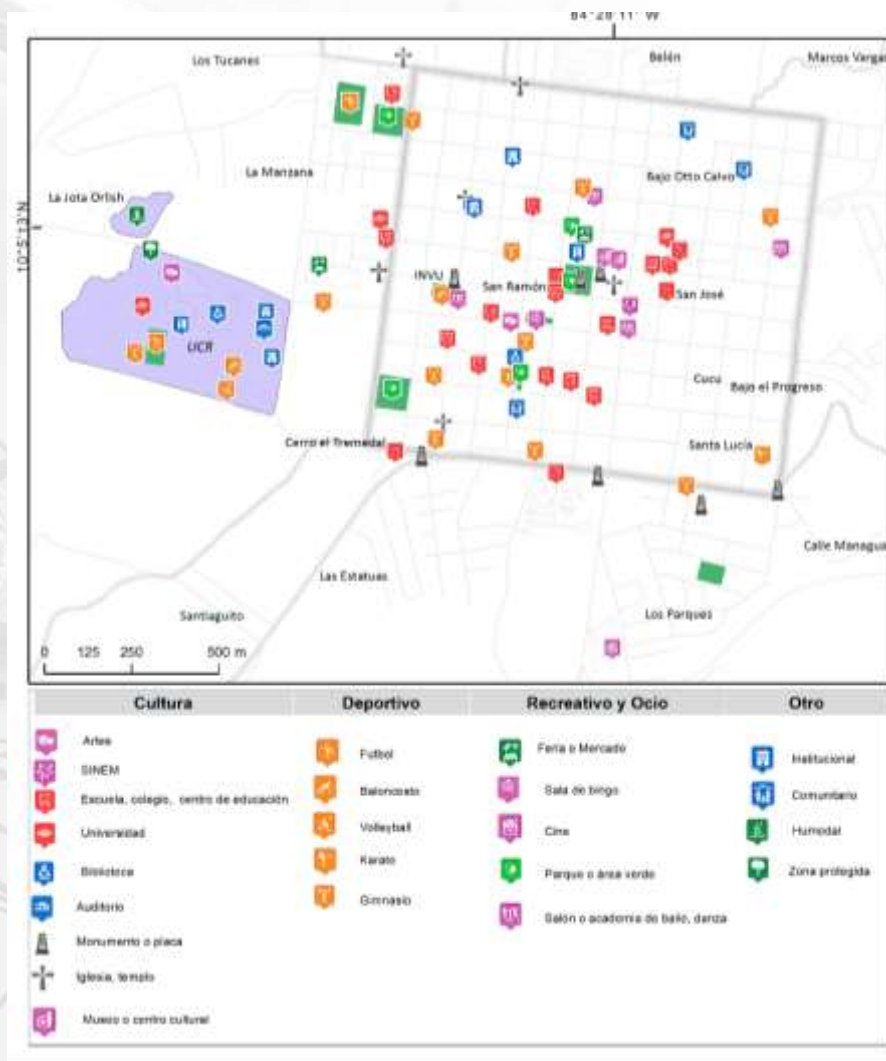 84°28'11" W
Los Tucanes
Belén
Marcos Vargas
La Manzana
Bajo Otto Calvo
La Jota Orlish
10°5'13"N
INVU
San Ramón
San José
UCR
Cucu
Bajo el Progreso
Cerro el Tremedal
Santa Lucía
Calle Managua
Las Estatuas
Santiaguito
Los Parques
0 125 250 500 m
Cultura Deportivo Recreativo y Ocio Otro
Artes
SINEM
Escuela, colegio, centro de educación
Universidad
Biblioteca
Auditorio
Monumento o placa
Iglesia, templo
Museo o centro cultural
Futbol
Baloncesto
Volleyball
Karate
Gimnasio
Feria o Mercado
Sala de bingo
Cine
Parque o área verde
Salón o academia de baile, danza
Institucional
Comunitario
Humedal
Zona protegida